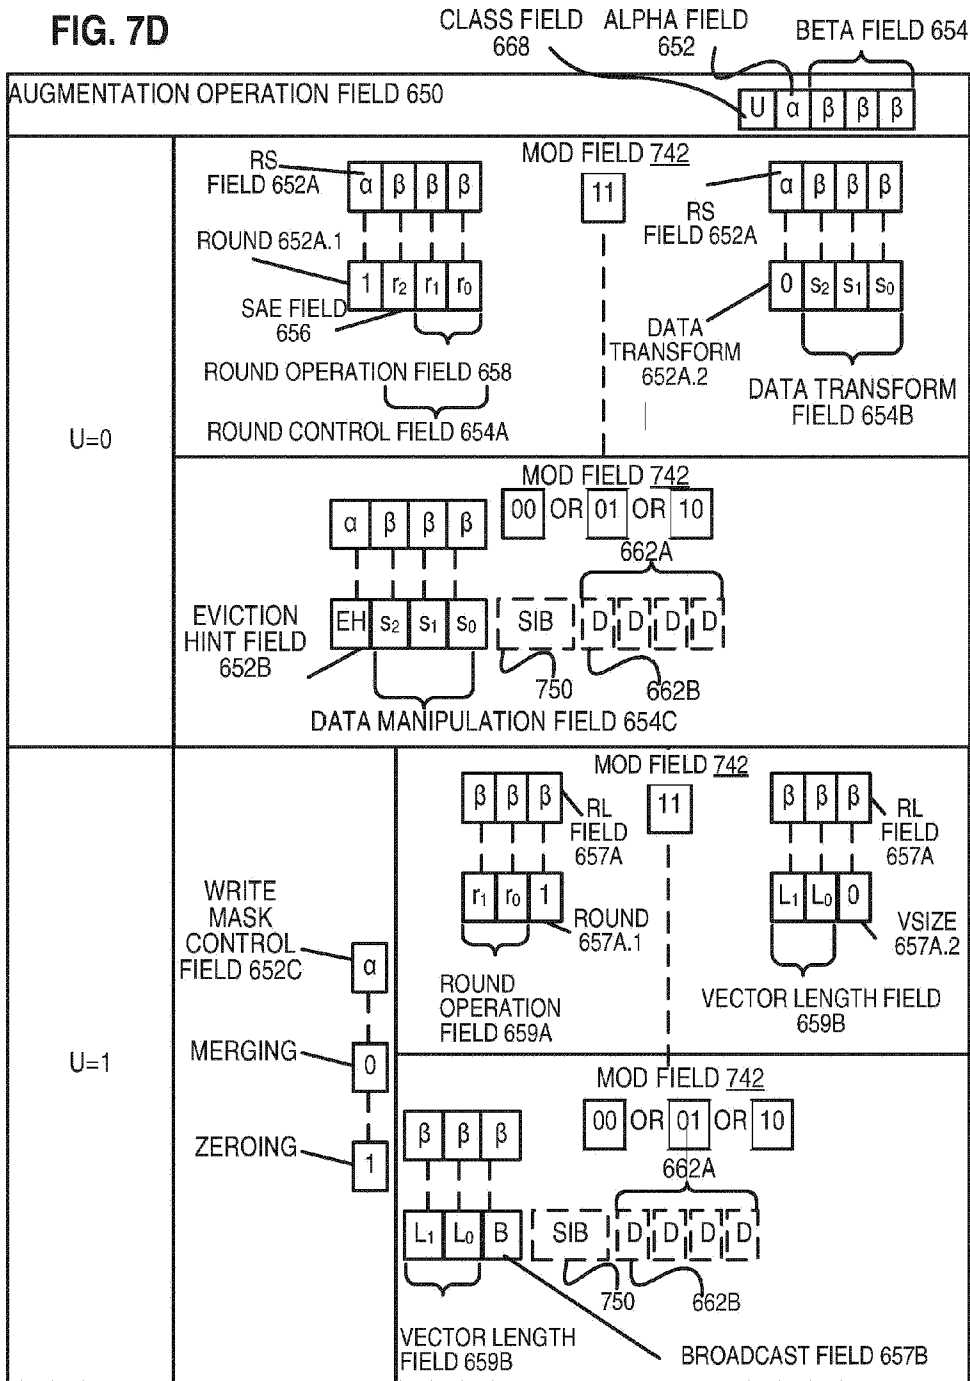 FIG. 7D
CLASS FIELD 668
ALPHA FIELD 652
BETA FIELD 654
AUGMENTATION OPERATION FIELD 650
U α β β β
U=0
MOD FIELD 742
11
RS FIELD 652A
α β β β
ROUND 652A.1
1 r2 r1 r0
SAE FIELD 656
ROUND OPERATION FIELD 658
ROUND CONTROL FIELD 654A
α β β β
RS FIELD 652A
0 s2 s1 s0
DATA TRANSFORM 652A.2
DATA TRANSFORM FIELD 654B
MOD FIELD 742
00 OR 01 OR 10
α β β β
662A
EVICTION HINT FIELD 652B
EH s2 s1 s0 SIB D D D D
750
662B
DATA MANIPULATION FIELD 654C
U=1
WRITE MASK CONTROL FIELD 652C
α
MERGING
0
ZEROING
1
MOD FIELD 742
11
β β β
RL FIELD 657A
r1 r0 1
ROUND 657A.1
ROUND OPERATION FIELD 659A
β β β
RL FIELD 657A
L1 L0 0
VSIZE 657A.2
VECTOR LENGTH FIELD 659B
MOD FIELD 742
00 OR 01 OR 10
β β β
662A
L1 L0 B SIB D D D D
750
662B
VECTOR LENGTH FIELD 659B
BROADCAST FIELD 657B